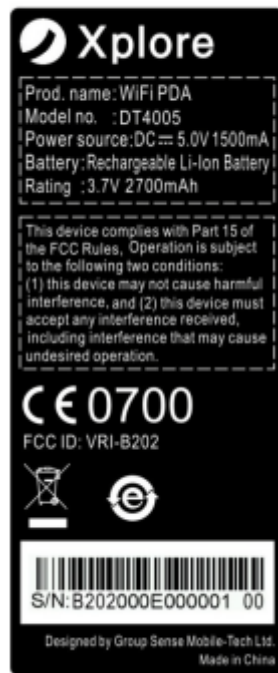 Xplore
Prod. name:WiFi PDA
Model no. :DT4005
Power source:DC⎓5.0V 1500mA
Battery:Rechargeable Li-Ion Battery
Rating :3.7V 2700mAh
This device complies with Part 15 of
the FCC Rules, Operation is subject
to the following two conditions:
(1) this device may not cause harmful
interference, and (2) this device must
accept any interference received,
including interference that may cause
undesired operation.
CE0700
FCC ID: VRI-B202
e
S/N:B202000E000001 00
Designed by Group Sense Mobile-Tech Ltd.
Made in China